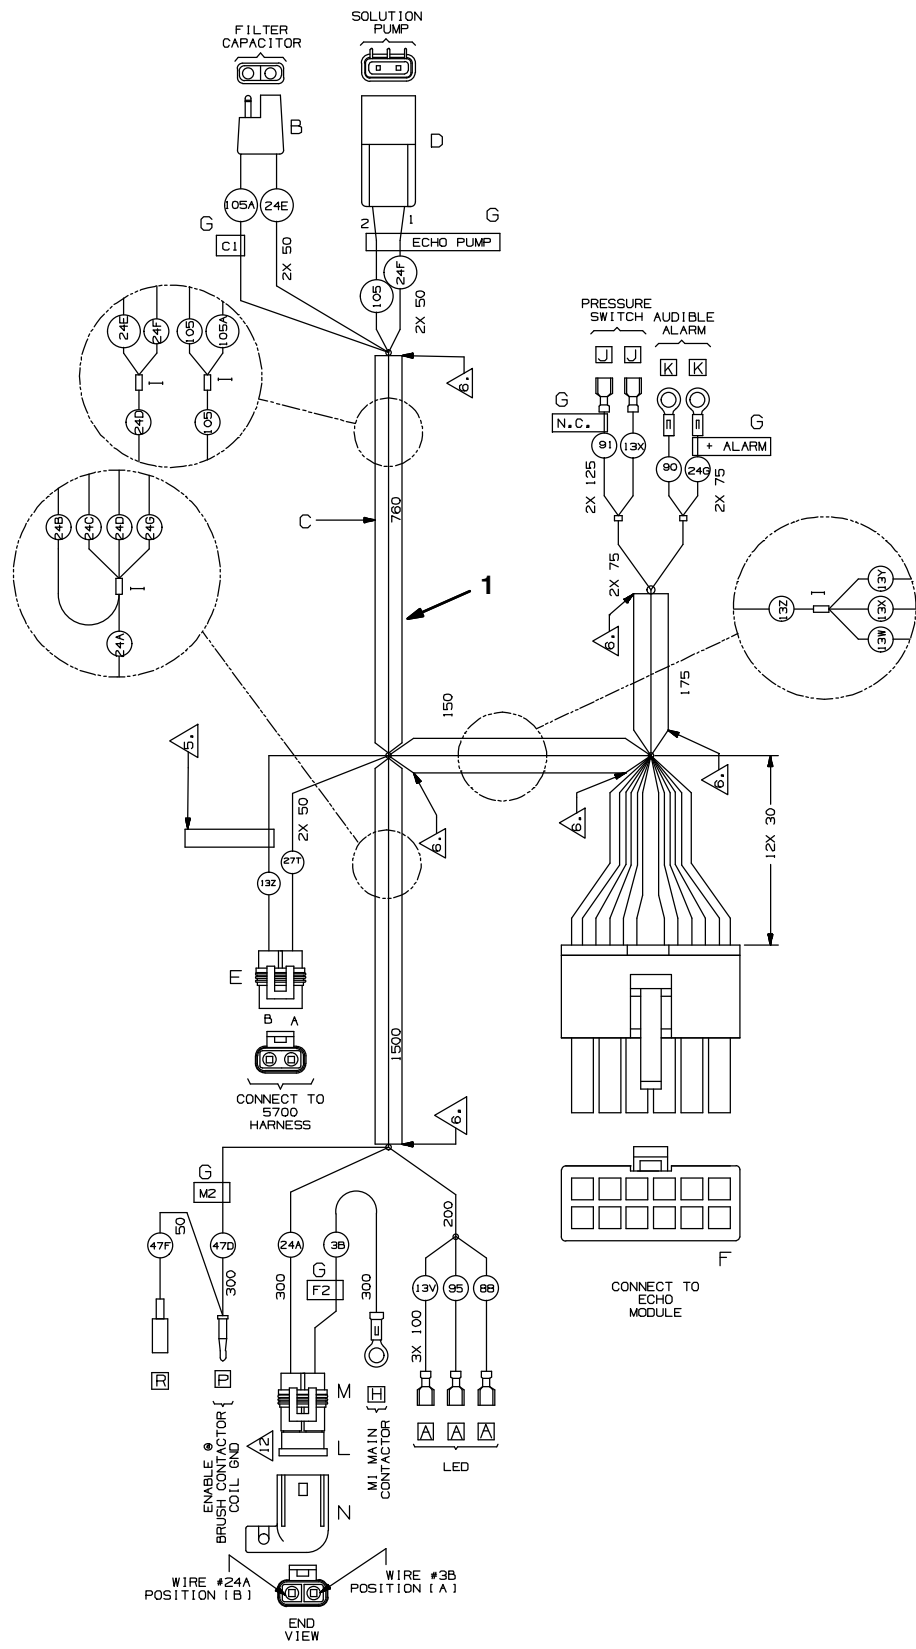 FILTER
CAPACITOR
SOLUTION
PUMP
B
D
105A
24E
G
C1
2X 50
2
1
G
ECHO PUMP
105
24F
2X 50
24E
24F
105
105A
I
I
24D
105
6.
PRESSURE
SWITCH
AUDIBLE
ALARM
J
J
K
K
G
N.C.
G
+ ALARM
91
13X
90
24G
2X 125
2X 75
24B
24C
24D
24G
I
24A
C
760
1
2X 75
6.
13Z
I
13Y
13X
13W
175
150
5.
6.
6.
6.
2X 50
27T
13Z
12X 30
E
B
A
CONNECT TO
5700
HARNESS
1500
6.
F
CONNECT TO
ECHO
MODULE
G
M2
50
47F
47D
300
24A
300
3B
G
F2
300
200
13V
95
88
3X 100
R
P
M
H
A
A
A
LED
ENABLE @
BRUSH CONTACTOR
COIL GND
12
L
M1 MAIN
CONTACTOR
N
WIRE #24A
POSITION [B]
WIRE #3B
POSITION [A]
END
VIEW